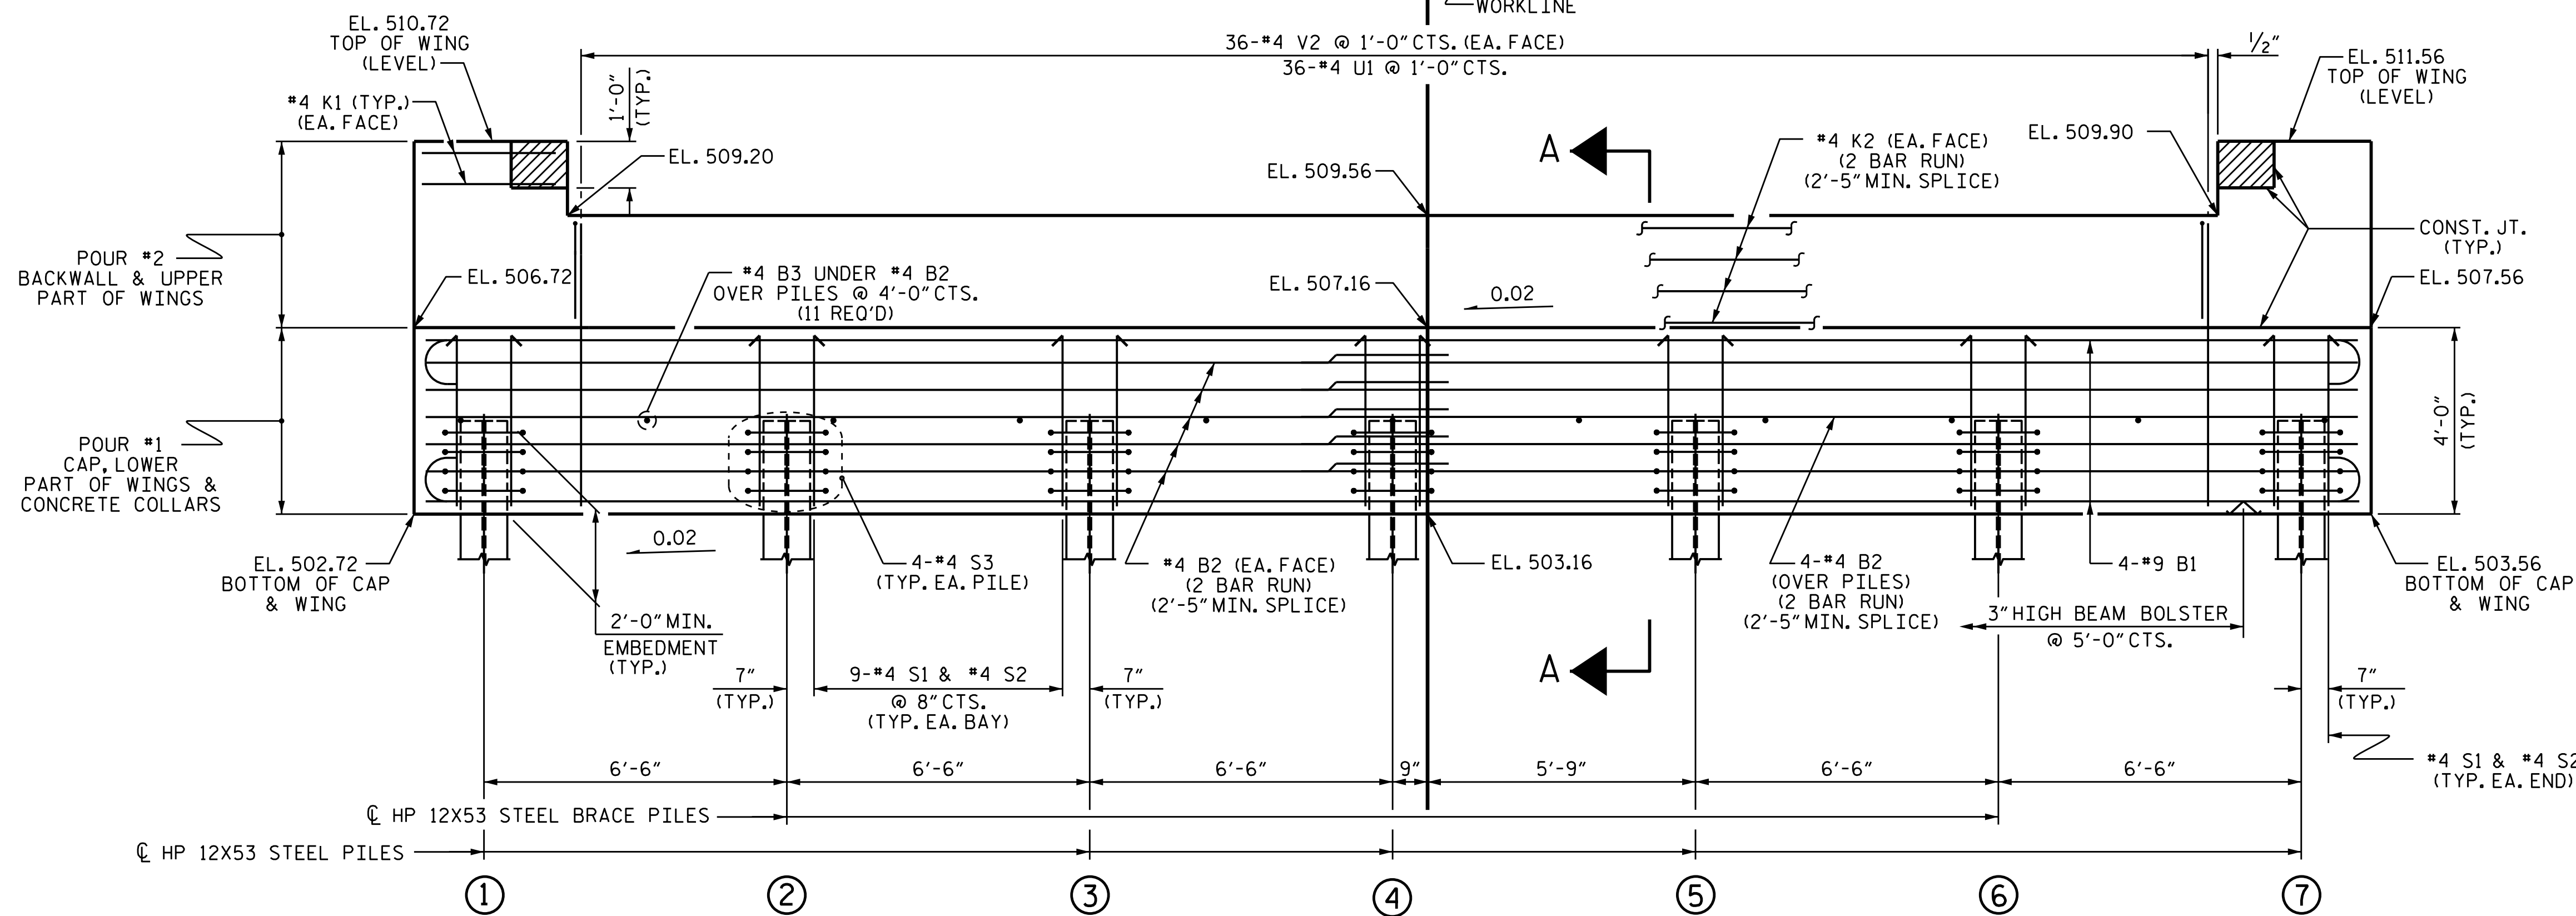 WORKLINE
EL. 510.72
TOP OF WING
(LEVEL)
36-#4 V2 @ 1'-0" CTS. (EA. FACE)
36-#4 U1 @ 1'-0" CTS.
1/2"
EL. 511.56
TOP OF WING
(LEVEL)
#4 K1 (TYP.)
(EA. FACE)
1'-0"
(TYP.)
EL. 509.20
EL. 509.56
A
#4 K2 (EA. FACE)
(2 BAR RUN)
(2'-5" MIN. SPLICE)
EL. 509.90
POUR #2
BACKWALL & UPPER
PART OF WINGS
EL. 506.72
#4 B3 UNDER #4 B2
OVER PILES @ 4'-0" CTS.
(11 REQ'D)
EL. 507.16
0.02
CONST. JT.
(TYP.)
EL. 507.56
POUR #1
CAP, LOWER
PART OF WINGS &
CONCRETE COLLARS
4'-0"
(TYP.)
EL. 502.72
BOTTOM OF CAP
& WING
0.02
2'-0" MIN.
EMBEDMENT
(TYP.)
4-#4 S3
(TYP. EA. PILE)
#4 B2 (EA. FACE)
(2 BAR RUN)
(2'-5" MIN. SPLICE)
EL. 503.16
4-#4 B2
(OVER PILES)
(2 BAR RUN)
(2'-5" MIN. SPLICE)
4-#9 B1
3" HIGH BEAM BOLSTER
@ 5'-0" CTS.
EL. 503.56
BOTTOM OF CAP
& WING
7"
(TYP.)
9-#4 S1 & #4 S2
@ 8" CTS.
(TYP. EA. BAY)
7"
(TYP.)
A
7"
(TYP.)
#4 S1 & #4 S2
(TYP. EA. END)
6'-6"
6'-6"
6'-6"
9"
5'-9"
6'-6"
6'-6"
℄ HP 12X53 STEEL BRACE PILES
℄ HP 12X53 STEEL PILES
1
2
3
4
5
6
7